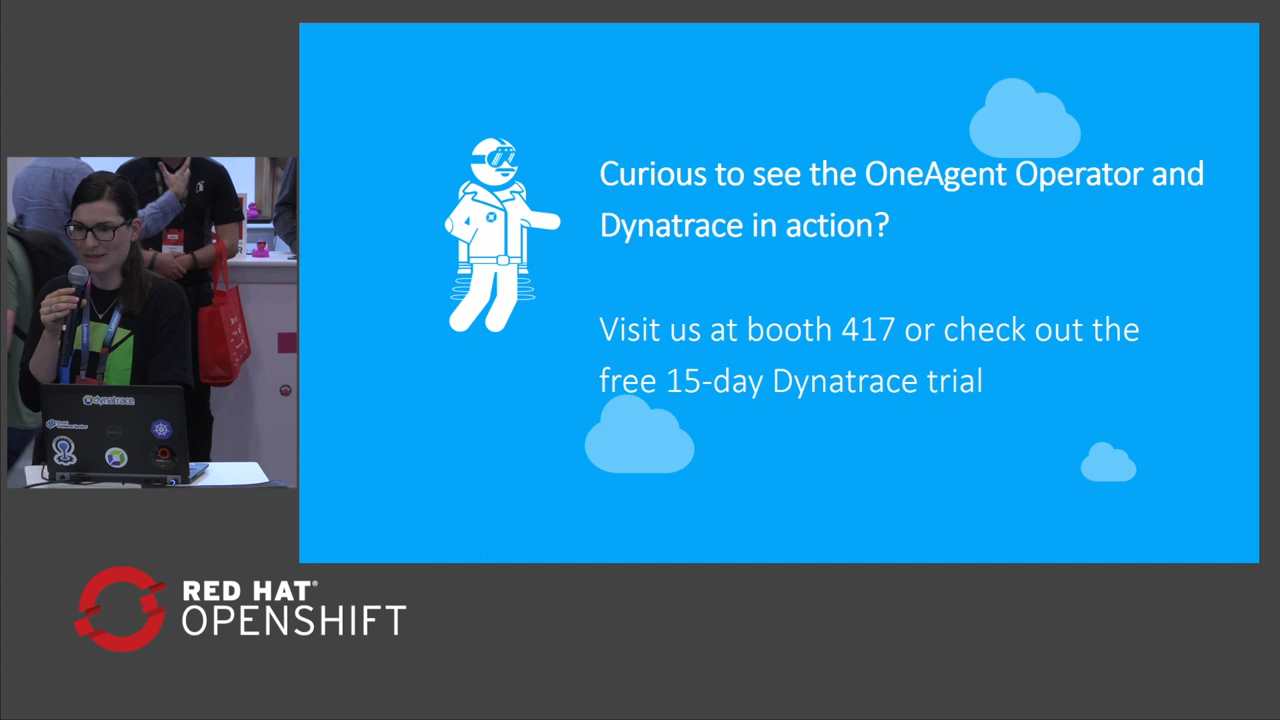 Curious to see the OneAgent Operator and
Dynatrace in action?
Visit us at booth 417 or check out the
free 15-day Dynatrace trial
dynatrace
DELL
RED HAT®
OPENSHIFT